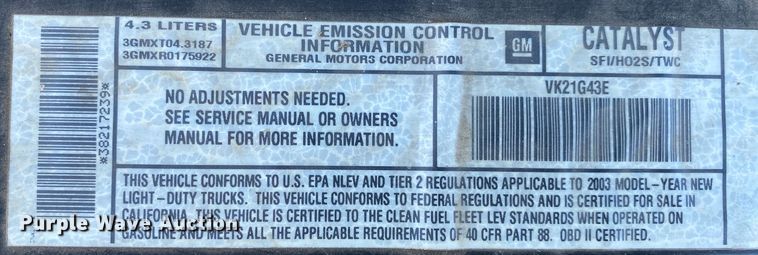 4.3 LITERS
3GMXT04.3187
3GMXR0175922
VEHICLE EMISSION CONTROL
INFORMATION
GENERAL MOTORS CORPORATION
GM
CATALYST
SFI/HO2S/TWC
*38217239*
NO ADJUSTMENTS NEEDED.
SEE SERVICE MANUAL OR OWNERS
MANUAL FOR MORE INFORMATION.
VK21G43E
THIS VEHICLE CONFORMS TO U.S. EPA NLEV AND TIER 2 REGULATIONS APPLICABLE TO 2003 MODEL-YEAR NEW
LIGHT-DUTY TRUCKS. THIS VEHICLE CONFORMS TO FEDERAL REGULATIONS AND IS CERTIFIED FOR SALE IN
CALIFORNIA. THIS VEHICLE IS CERTIFIED TO THE CLEAN FUEL FLEET LEV STANDARDS WHEN OPERATED ON
GASOLINE AND MEETS ALL THE APPLICABLE REQUIREMENTS OF 40 CFR PART 88. OBD II CERTIFIED.
Purple Wave Auction